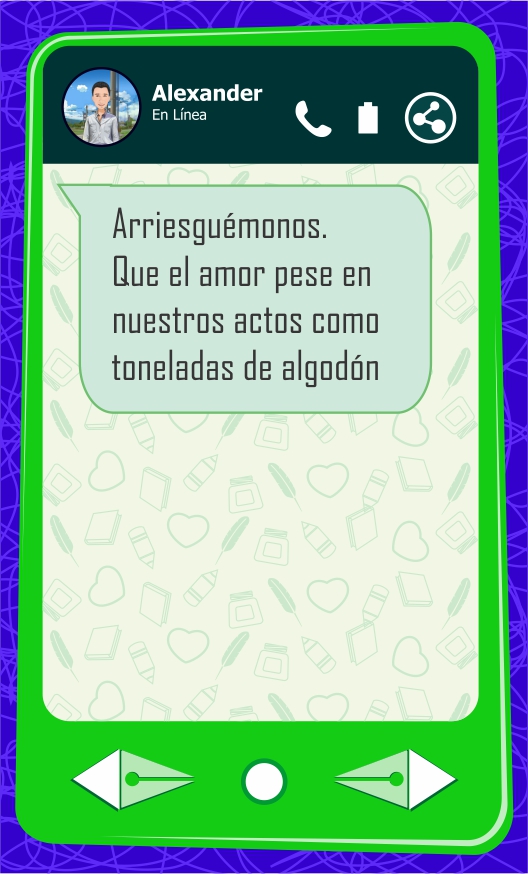 Alexander
En Línea
Arriesguémonos.
Que el amor pese en
nuestros actos como
toneladas de algodón